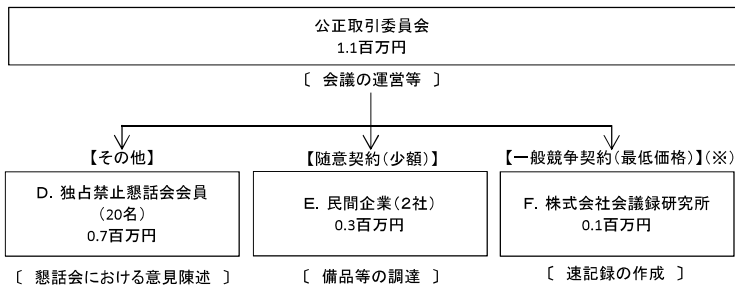 公正取引委員会
1.1百万円
〔 会議の運営等 〕
【その他】
【随意契約(少額)】
【一般競争契約(最低価格)】(※)
D. 独占禁止懇話会会員
(20名)
0.7百万円
E. 民間企業(2社)
0.3百万円
F. 株式会社会議録研究所
0.1百万円
〔 懇話会における意見陳述 〕
〔 備品等の調達 〕
〔 速記録の作成 〕